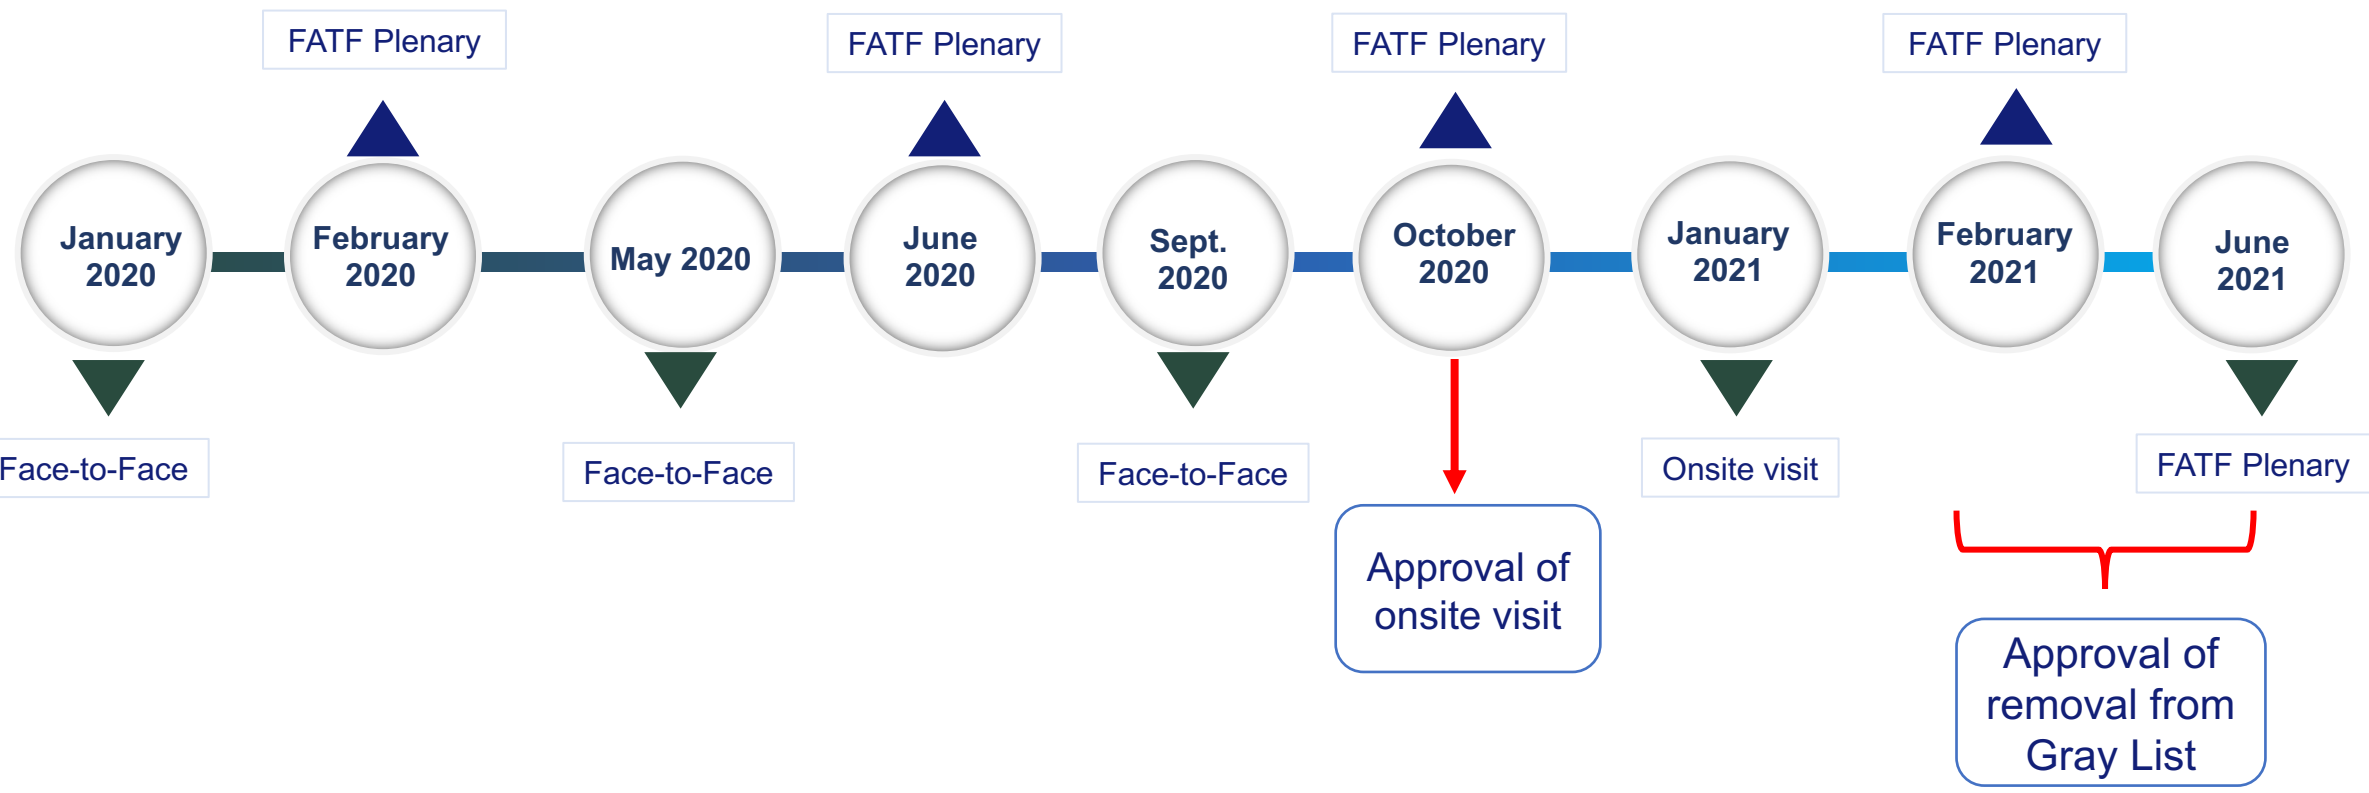 FATF Plenary
FATF Plenary
FATF Plenary
FATF Plenary
January
2020
February
2020
May 2020
June
2020
Sept.
2020
October
2020
January
2021
February
2021
June
2021
Face-to-Face
Face-to-Face
Face-to-Face
Onsite visit
FATF Plenary
Approval of
onsite visit
Approval of
removal from
Gray List